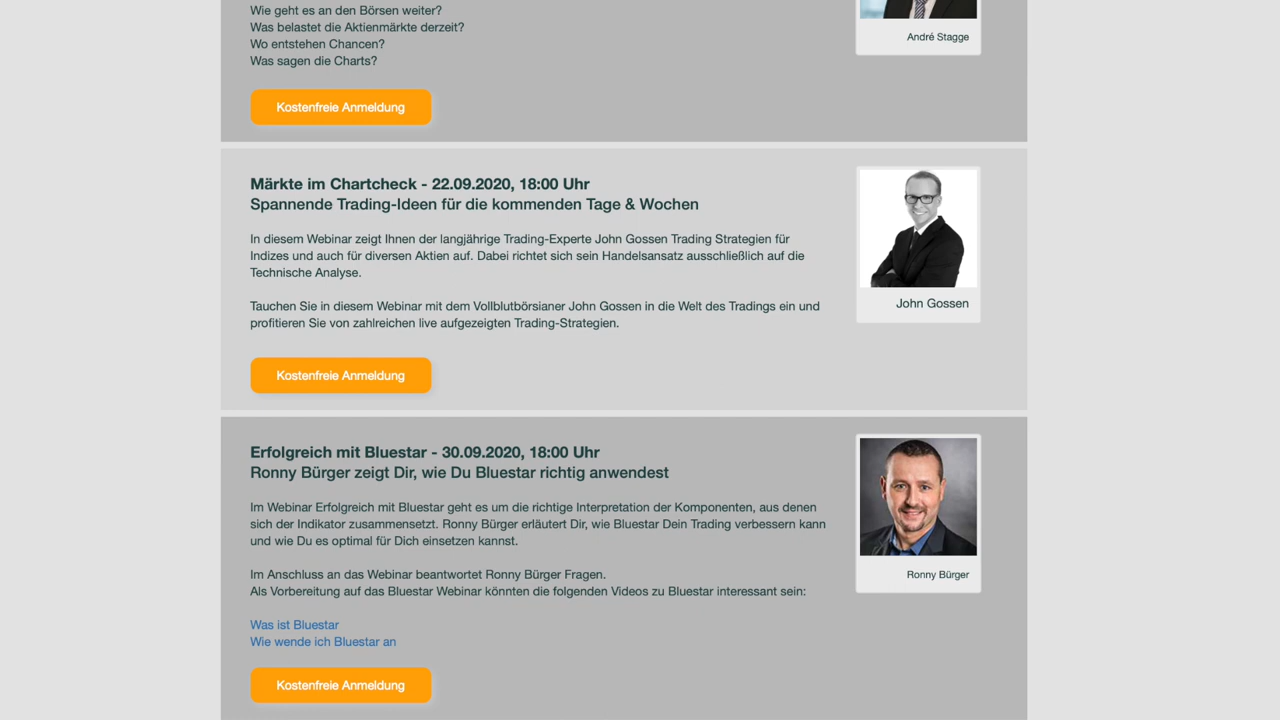 Wie geht es an den Börsen weiter?
Was belastet die Aktienmärkte derzeit?
Wo entstehen Chancen?
Was sagen die Charts?
André Stagge
Kostenfreie Anmeldung
Märkte im Chartcheck - 22.09.2020, 18:00 Uhr
Spannende Trading-Ideen für die kommenden Tage & Wochen
In diesem Webinar zeigt Ihnen der langjährige Trading-Experte John Gossen Trading Strategien für
Indizes und auch für diversen Aktien auf. Dabei richtet sich sein Handelsansatz ausschließlich auf die
Technische Analyse.
Tauchen Sie in diesem Webinar mit dem Vollblutbörsianer John Gossen in die Welt des Tradings ein und
profitieren Sie von zahlreichen live aufgezeigten Trading-Strategien.
John Gossen
Kostenfreie Anmeldung
Erfolgreich mit Bluestar - 30.09.2020, 18:00 Uhr
Ronny Bürger zeigt Dir, wie Du Bluestar richtig anwendest
Im Webinar Erfolgreich mit Bluestar geht es um die richtige Interpretation der Komponenten, aus denen
sich der Indikator zusammensetzt. Ronny Bürger erläutert Dir, wie Bluestar Dein Trading verbessern kann
und wie Du es optimal für Dich einsetzen kannst.
Im Anschluss an das Webinar beantwortet Ronny Bürger Fragen.
Als Vorbereitung auf das Bluestar Webinar könnten die folgenden Videos zu Bluestar interessant sein:
Ronny Bürger
Was ist Bluestar
Wie wende ich Bluestar an
Kostenfreie Anmeldung